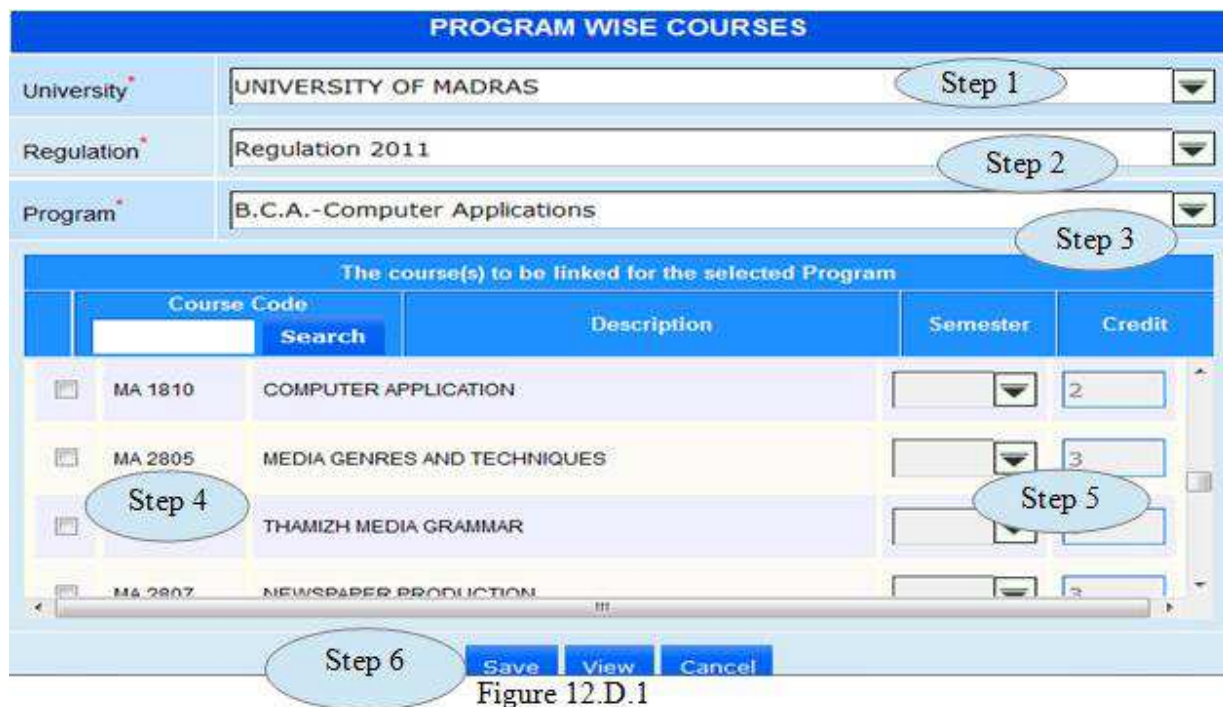 PROGRAM WISE COURSES
University* UNIVERSITY OF MADRAS Step 1
Regulation* Regulation 2011 Step 2
Program* B.C.A.-Computer Applications Step 3
The course(s) to be linked for the selected Program
Course Code Search Description Semester Credit
MA 1810 COMPUTER APPLICATION 2
MA 2805 MEDIA GENRES AND TECHNIQUES 3
Step 4 THAMIZH MEDIA GRAMMAR Step 5
MA 2807 NEWSPAPER PRODUCTION 3
Step 6 Save View Cancel
Figure 12.D.1